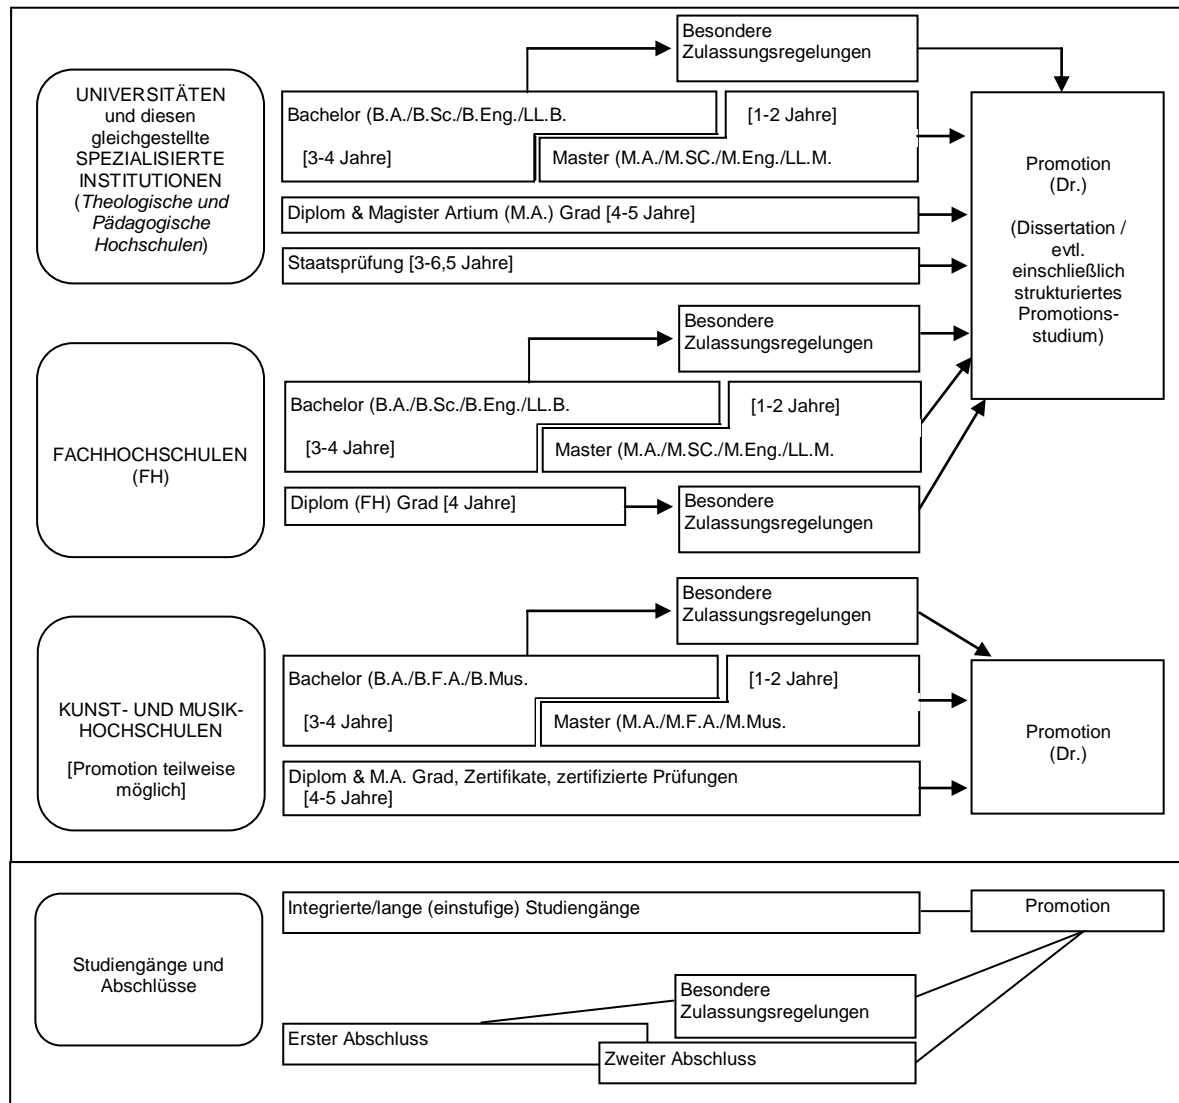 UNIVERSITÄTEN
und diesen
gleichgestellte
SPEZIALISIERTE
INSTITUTIONEN
(Theologische und
Pädagogische
Hochschulen)
Besondere
Zulassungsregelungen
Bachelor (B.A./B.Sc./B.Eng./LL.B.
[3-4 Jahre]
[1-2 Jahre]
Master (M.A./M.SC./M.Eng./LL.M.
Diplom & Magister Artium (M.A.) Grad [4-5 Jahre]
Staatsprüfung [3-6,5 Jahre]
Promotion
(Dr.)
(Dissertation /
evtl.
einschließlich
strukturiertes
Promotions-
studium)
FACHHOCHSCHULEN
(FH)
Besondere
Zulassungsregelungen
Bachelor (B.A./B.Sc./B.Eng./LL.B.
[3-4 Jahre]
[1-2 Jahre]
Master (M.A./M.SC./M.Eng./LL.M.
Diplom (FH) Grad [4 Jahre]
Besondere
Zulassungsregelungen
KUNST- UND MUSIK-
HOCHSCHULEN
[Promotion teilweise
möglich]
Besondere
Zulassungsregelungen
Bachelor (B.A./B.F.A./B.Mus.
[3-4 Jahre]
[1-2 Jahre]
Master (M.A./M.F.A./M.Mus.
Diplom & M.A. Grad, Zertifikate, zertifizierte Prüfungen
[4-5 Jahre]
Promotion
(Dr.)
Studiengänge und
Abschlüsse
Integrierte/lange (einstufige) Studiengänge
Promotion
Besondere
Zulassungsregelungen
Erster Abschluss
Zweiter Abschluss